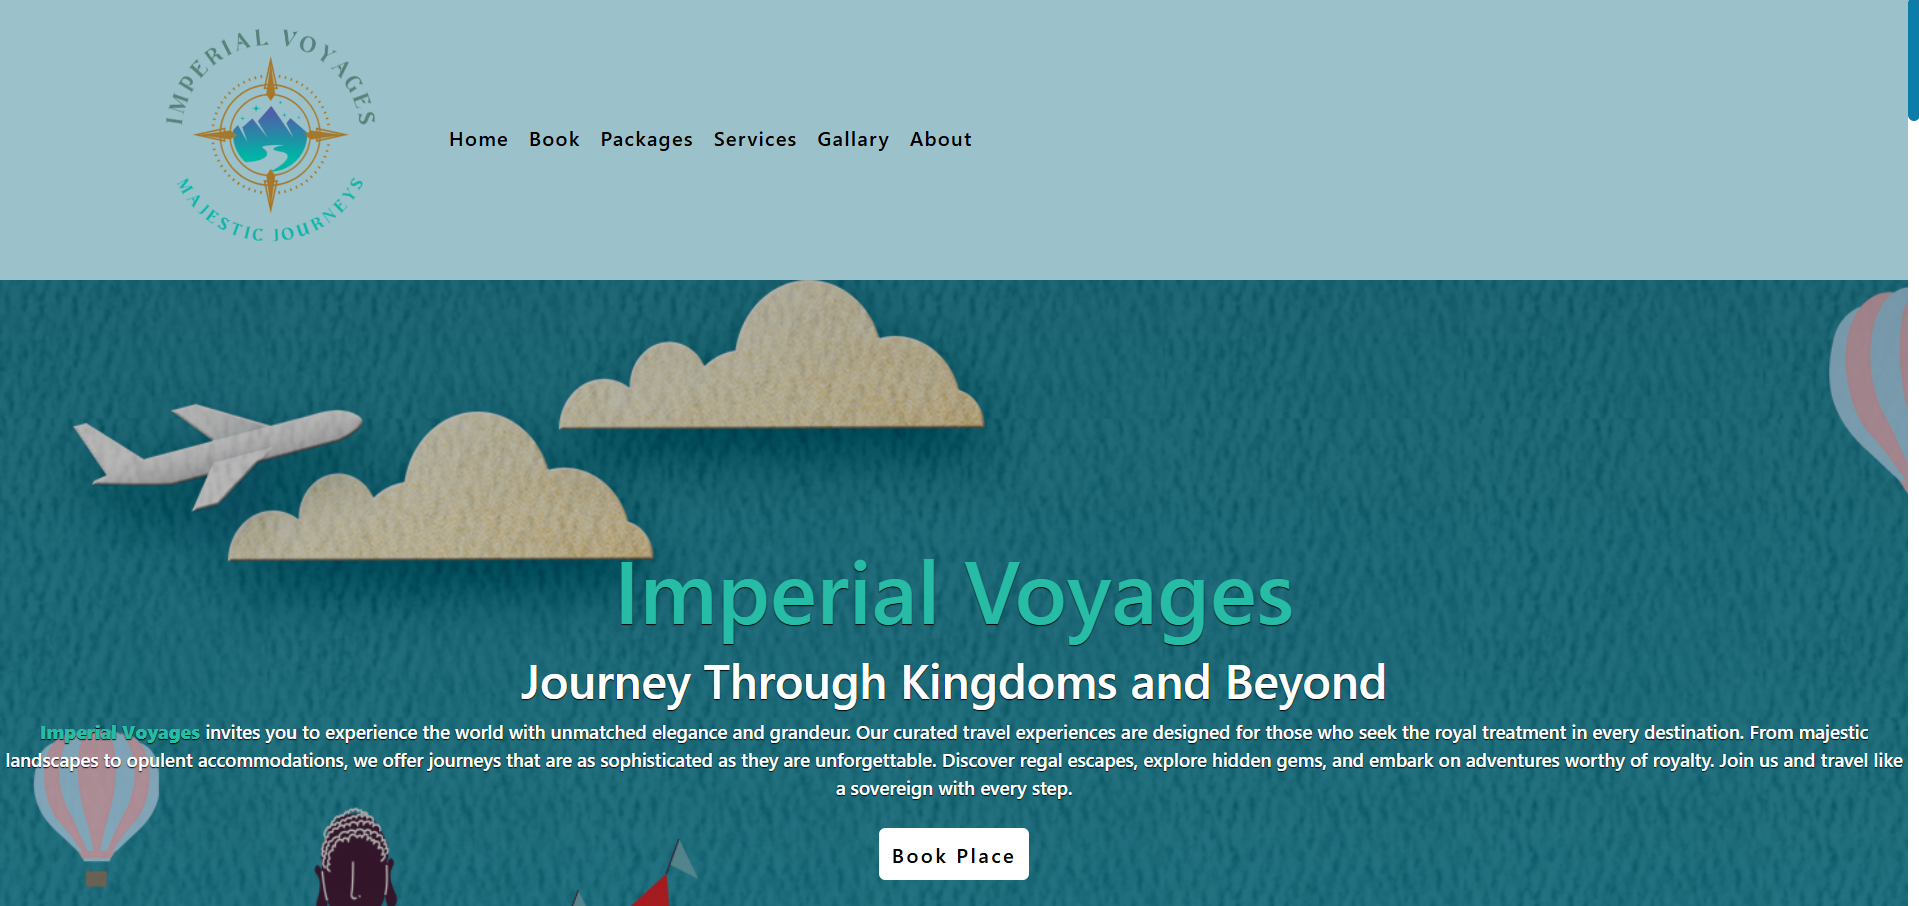 IMPERIAL VOYAGES
MAJESTIC JOURNEYS
Home Book Packages Services Gallary About
Imperial Voyages
Journey Through Kingdoms and Beyond
Imperial Voyages invites you to experience the world with unmatched elegance and grandeur. Our curated travel experiences are designed for those who seek the royal treatment in every destination. From majestic
landscapes to opulent accommodations, we offer journeys that are as sophisticated as they are unforgettable. Discover regal escapes, explore hidden gems, and embark on adventures worthy of royalty. Join us and travel like
a sovereign with every step.
Book Place